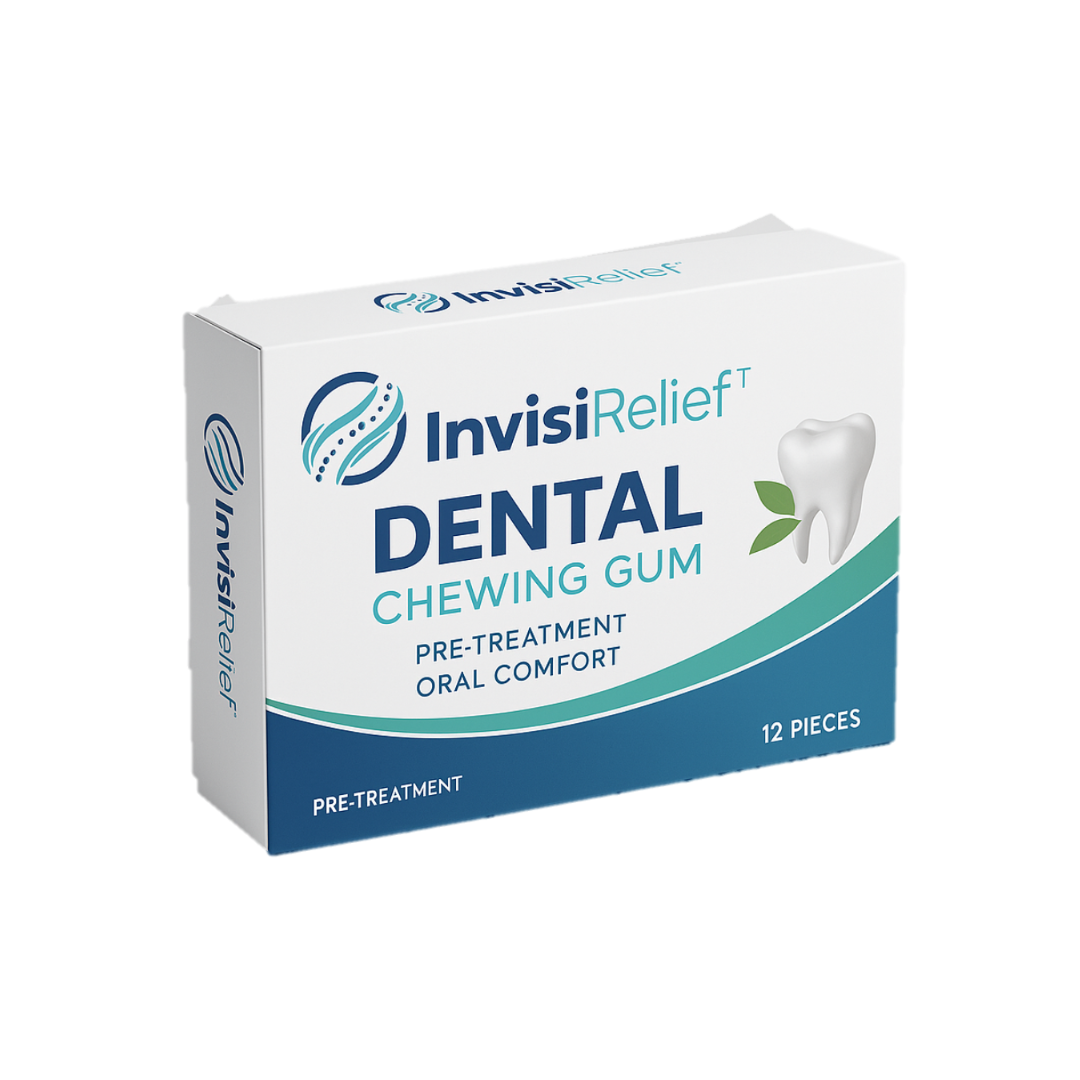 InvisiRelief
InvisiRelief T
DENTAL
CHEWING GUM
PRE-TREATMENT
ORAL COMFORT
12 PIECES
PRE-TREATMENT
InvisiRelief